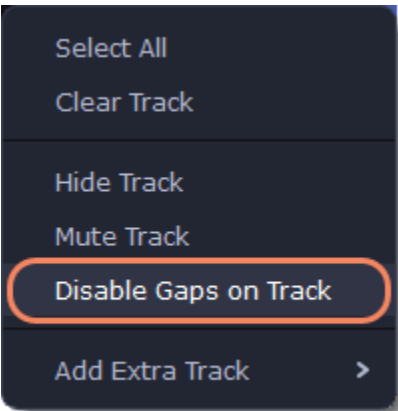 Select All
Clear Track
Hide Track
Mute Track
Disable Gaps on Track
Add Extra Track